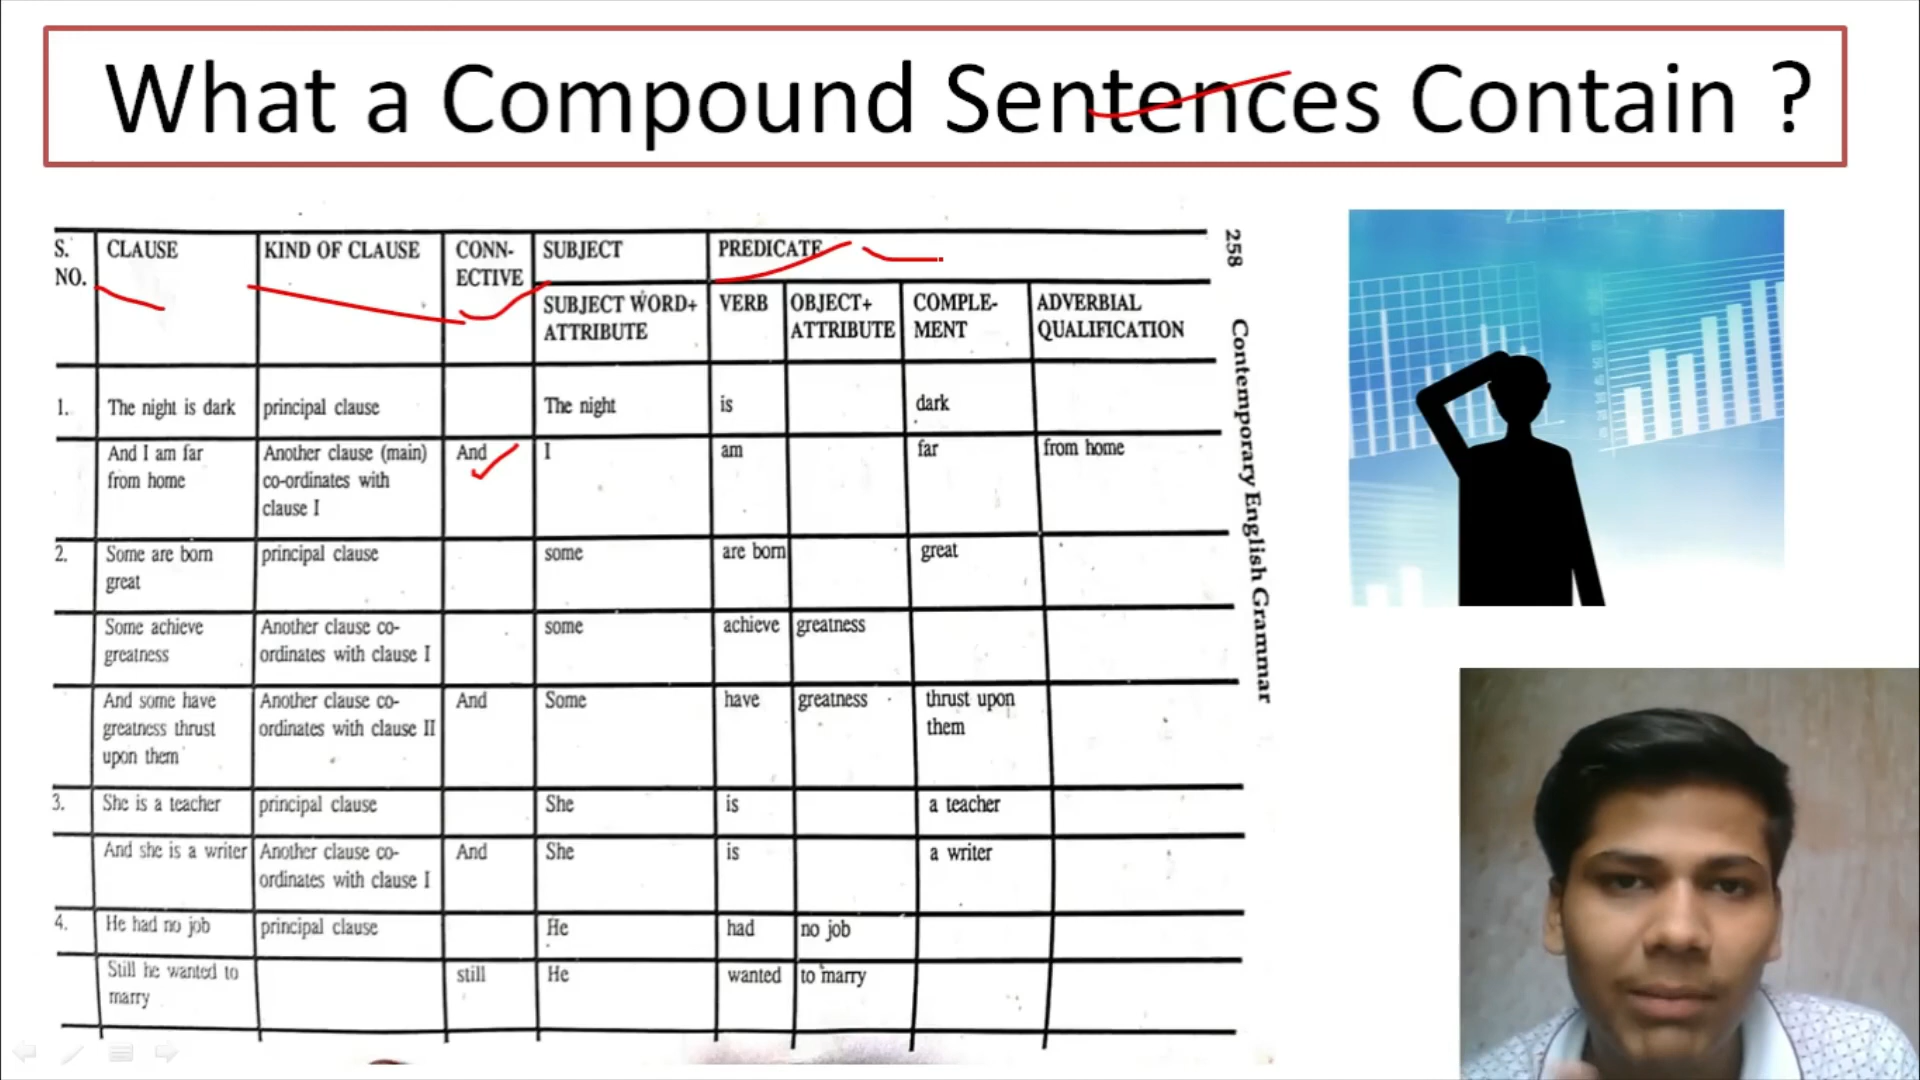 What a Compound Sentences Contain ?
S. NO. CLAUSE KIND OF CLAUSE CONN-ECTIVE SUBJECT PREDICATE
SUBJECT WORD+ ATTRIBUTE VERB OBJECT+ ATTRIBUTE COMPLE-MENT ADVERBIAL QUALIFICATION
1. The night is dark principal clause The night is dark
And I am far from home Another clause (main) co-ordinates with clause I And I am far from home
2. Some are born great principal clause some are born great
Some achieve greatness Another clause co-ordinates with clause I some achieve greatness
And some have greatness thrust upon them Another clause co-ordinates with clause II And Some have greatness thrust upon them
3. She is a teacher principal clause She is a teacher
And she is a writer Another clause co-ordinates with clause I And She is a writer
4. He had no job principal clause He had no job
Still he wanted to marry still He wanted to marry
258 Contemporary English Grammar